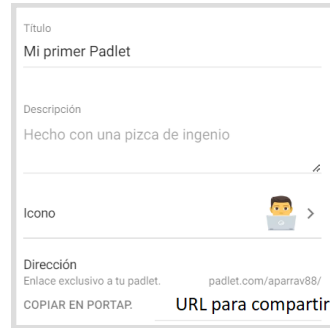 Título
Mi primer Padlet
Descripción
Hecho con una pizca de ingenio
Icono
Dirección
Enlace exclusivo a tu padlet. padlet.com/aparrav88/
COPIAR EN PORTAP. URL para compartir